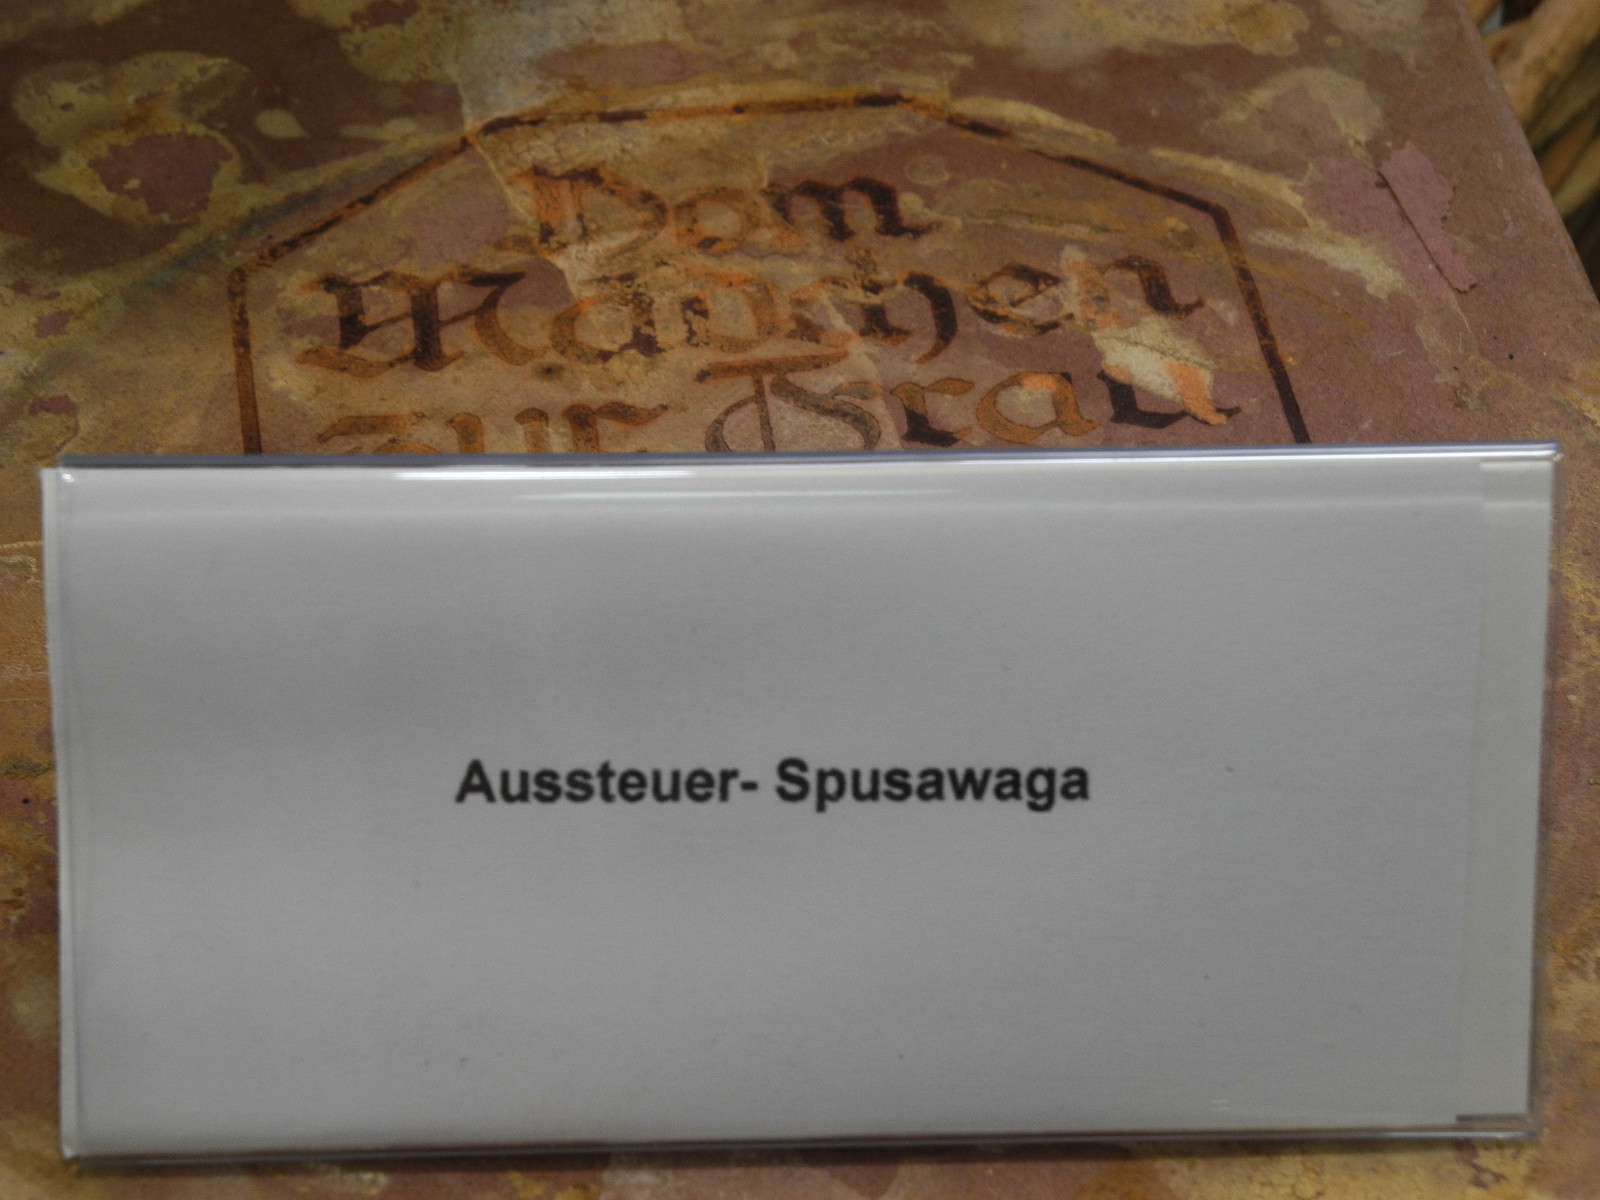 Vom
Mädchen
zur Frau
Aussteuer- Spusawaga